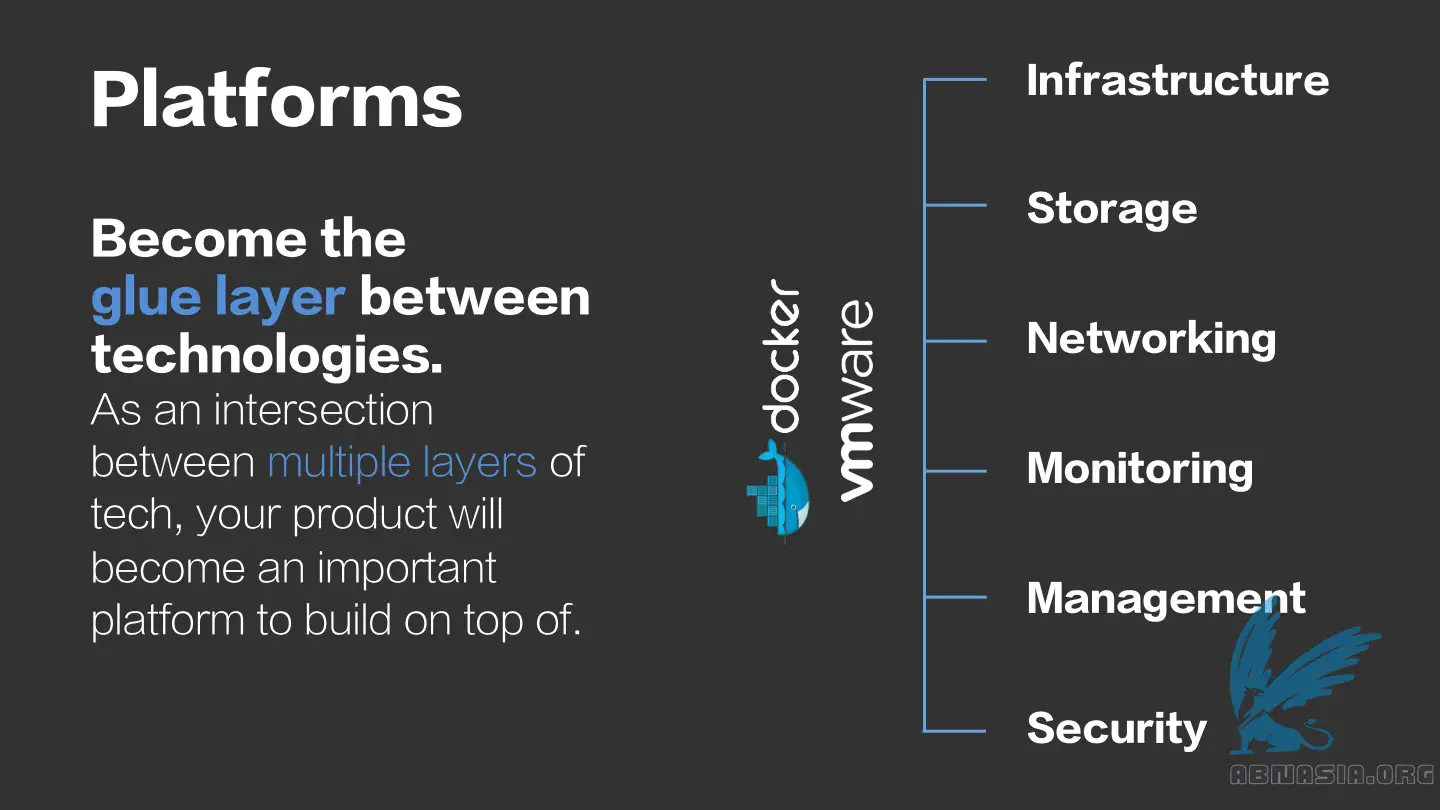 Platforms
Become the
glue layer between
technologies.
As an intersection
between multiple layers of
tech, your product will
become an important
platform to build on top of.
docker
vmware
Infrastructure
Storage
Networking
Monitoring
Management
Security
ABNASIA.ORG